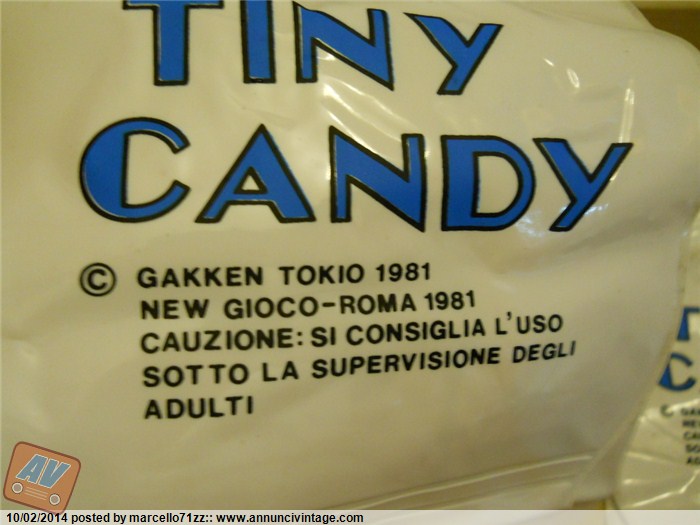 TINY
CANDY
© GAKKEN TOKIO 1981
NEW GIOCO-ROMA 1981
CAUZIONE: SI CONSIGLIA L'USO
SOTTO LA SUPERVISIONE DEGLI
ADULTI
AV
10/02/2014 posted by marcello71zz:: www.annuncivintage.com